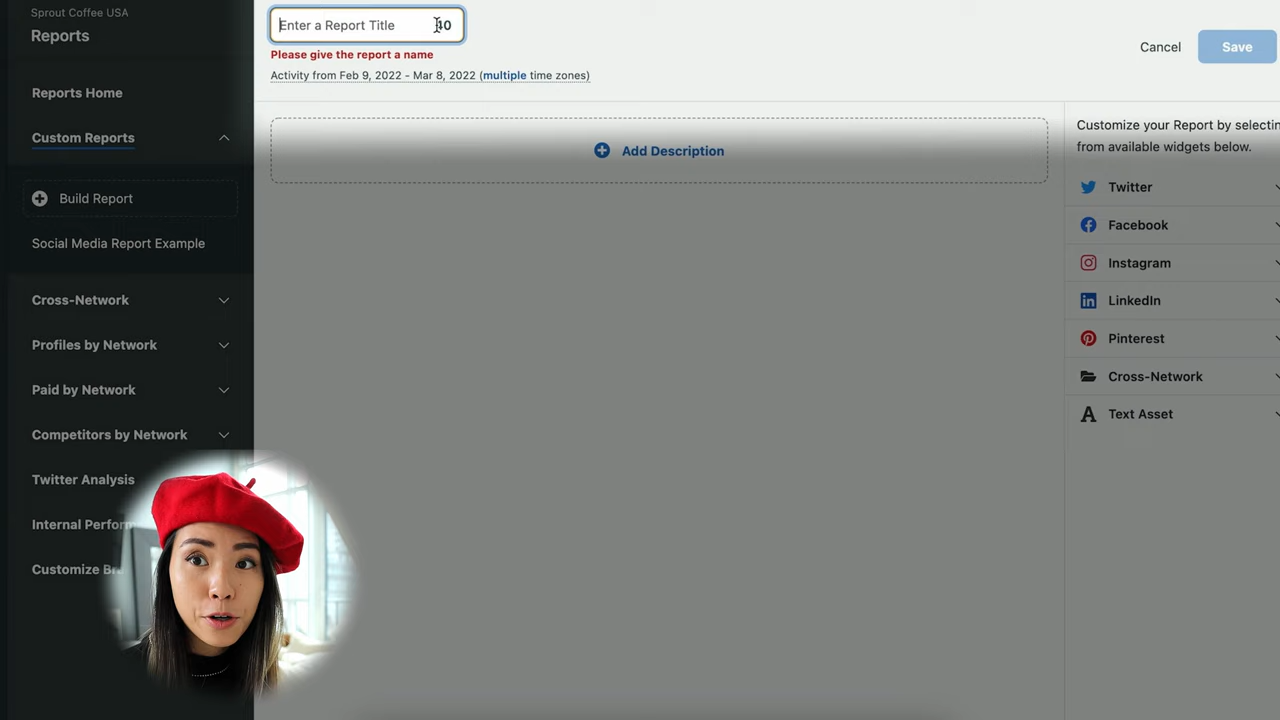 Sprout Coffee USA
Reports
Reports Home
Custom Reports
Build Report
Social Media Report Example
Cross-Network
Profiles by Network
Paid by Network
Competitors by Network
Twitter Analysis
Internal
Customize
Enter a Report Title
Please give the report a name
Activity from Feb 9, 2022 - Mar 8, 2022 (multiple time zones)
Cancel
Save
Add Description
Customize your Report by
from available widgets below.
Twitter
Facebook
Instagram
LinkedIn
Pinterest
Cross-Network
Text Asset